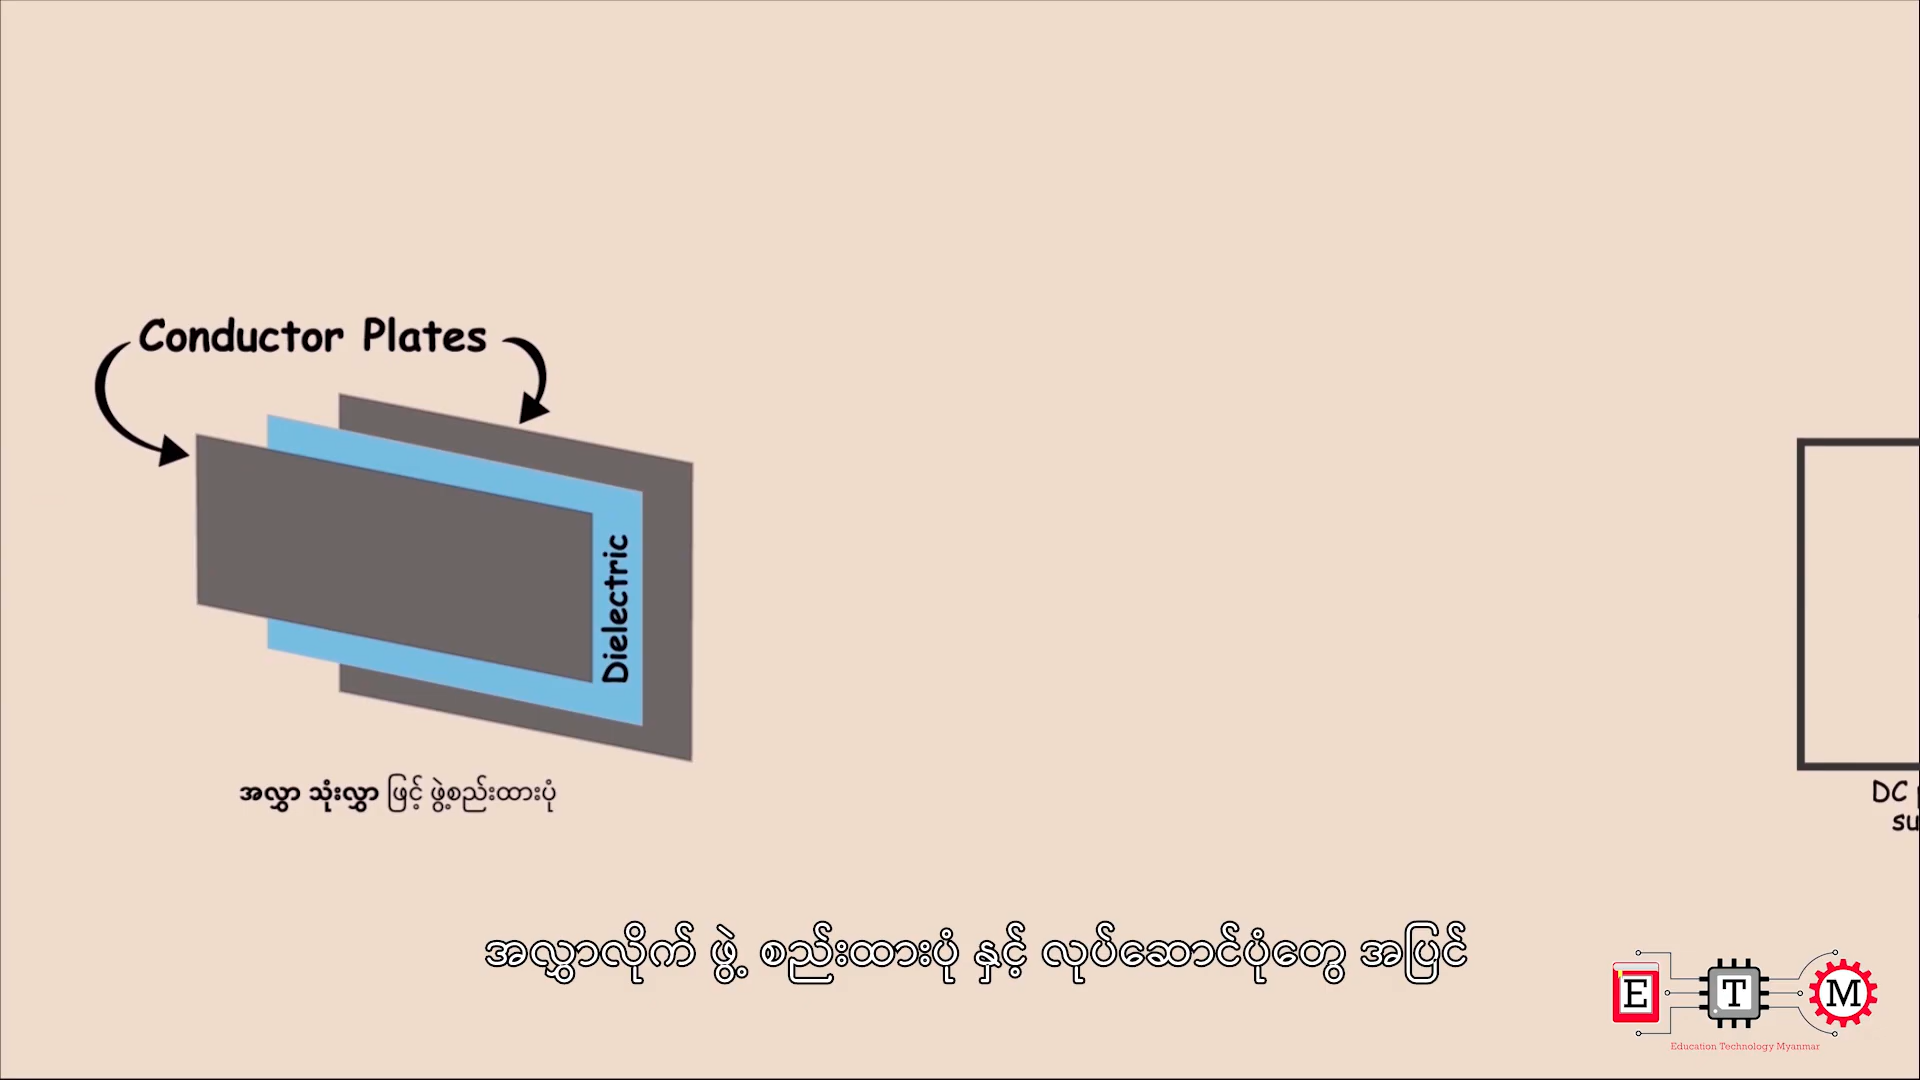 Conductor Plates
Dielectric
အလွှာ သုံးလွှာ ဖြင့် ဖွဲ့စည်းထားပုံ
DC
su
အလွှာလိုက် ဖွဲ့ စည်းထားပုံ နှင့် လုပ်ဆောင်ပုံတွေ အပြင်
E T M
Education Technology Myanmar